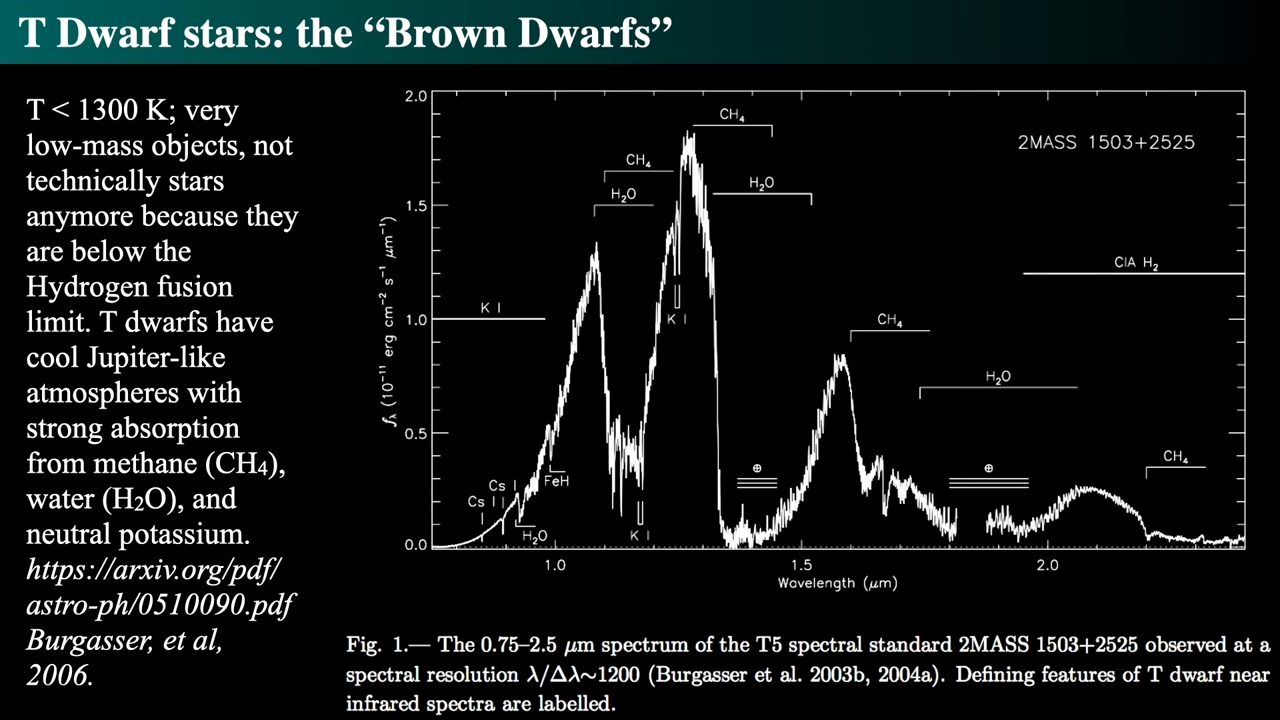 T Dwarf stars: the “Brown Dwarfs”
T < 1300 K; very
low-mass objects, not
technically stars
anymore because they
are below the
Hydrogen fusion
limit. T dwarfs have
cool Jupiter-like
atmospheres with
strong absorption
from methane (CH₄),
water (H₂O), and
neutral potassium.
https://arxiv.org/pdf/
astro-ph/0510090.pdf
Burgasser, et al,
2006.
2.0
1.5
1.0
0.5
0.0
f_λ (10⁻¹¹ erg cm⁻² s⁻¹ μm⁻¹)
CH₄
2MASS 1503+2525
CH₄
H₂O
H₂O
CIA H₂
K I
K I
CH₄
H₂O
CH₄
⊕
⊕
FeH
Cs I
Cs I
H₂O
K I
1.0
1.5
2.0
Wavelength (μm)
Fig. 1.— The 0.75–2.5 μm spectrum of the T5 spectral standard 2MASS 1503+2525 observed at a
spectral resolution λ/Δλ~1200 (Burgasser et al. 2003b, 2004a). Defining features of T dwarf near
infrared spectra are labelled.